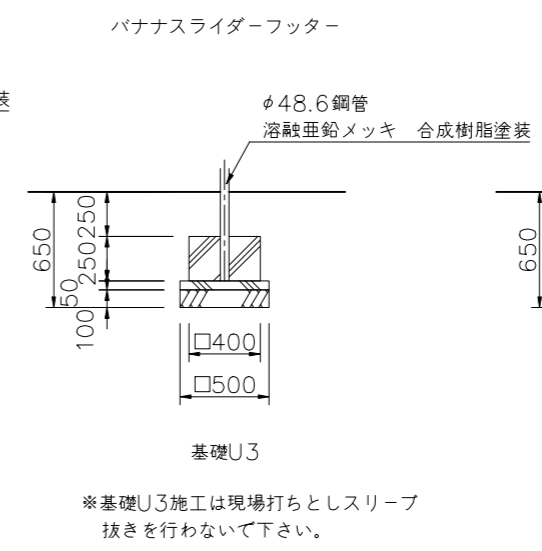 バナナスライダーフッター
装
φ48.6鋼管
溶融亜鉛メッキ 合成樹脂塗装
650
250
250
50
100
650
□400
□500
基礎U3
※基礎U3施工は現場打ちとしスリーブ
抜きを行わないで下さい。